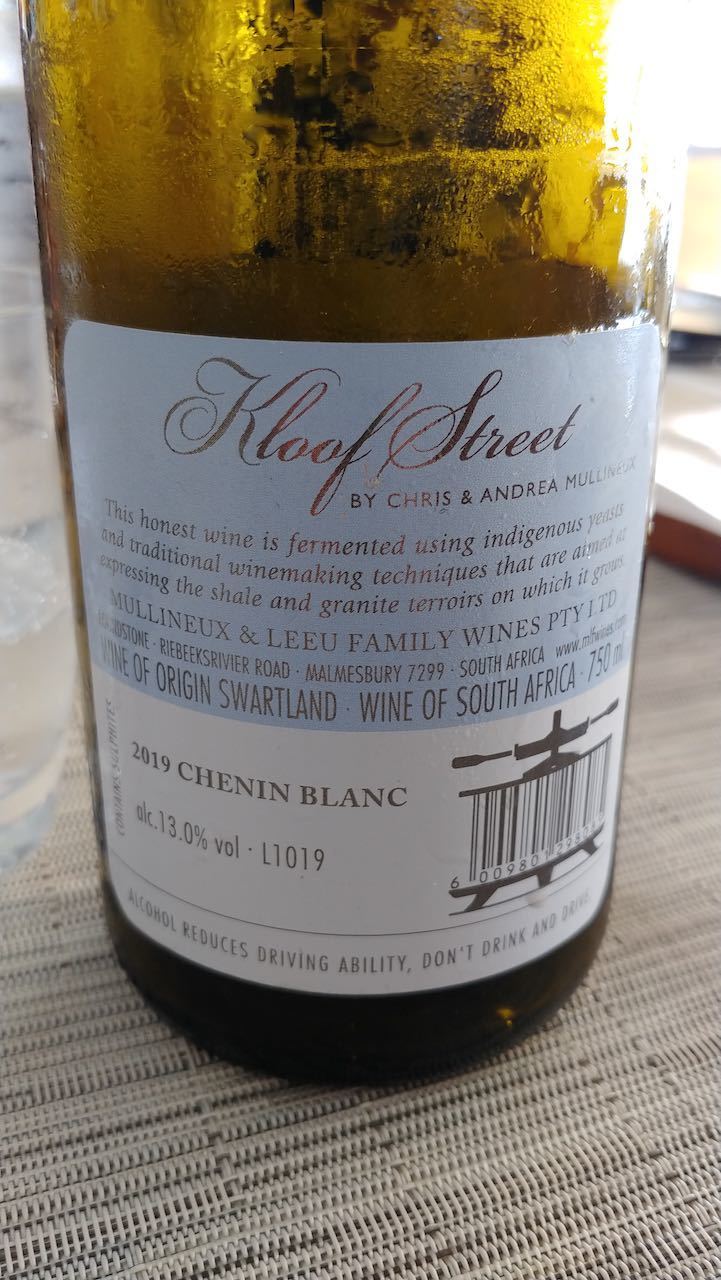 Kloof Street
BY CHRIS & ANDREA MULLINEUX
This honest wine is fermented using indigenous yeasts
and traditional winemaking techniques that are aimed at
expressing the shale and granite terroirs on which it grows.
MULLINEUX & LEEU FAMILY WINES PTY LTD
RIEBEEKSRIVIER ROAD · MALMESBURY 7299 · SOUTH AFRICA www.mlfwines.com
WINE OF ORIGIN SWARTLAND · WINE OF SOUTH AFRICA · 750 ml
CONTAINS SULPHITES
2019 CHENIN BLANC
alc.13.0% vol · L1019
6 009801 298
ALCOHOL REDUCES DRIVING ABILITY, DON'T DRINK AND DRIVE.